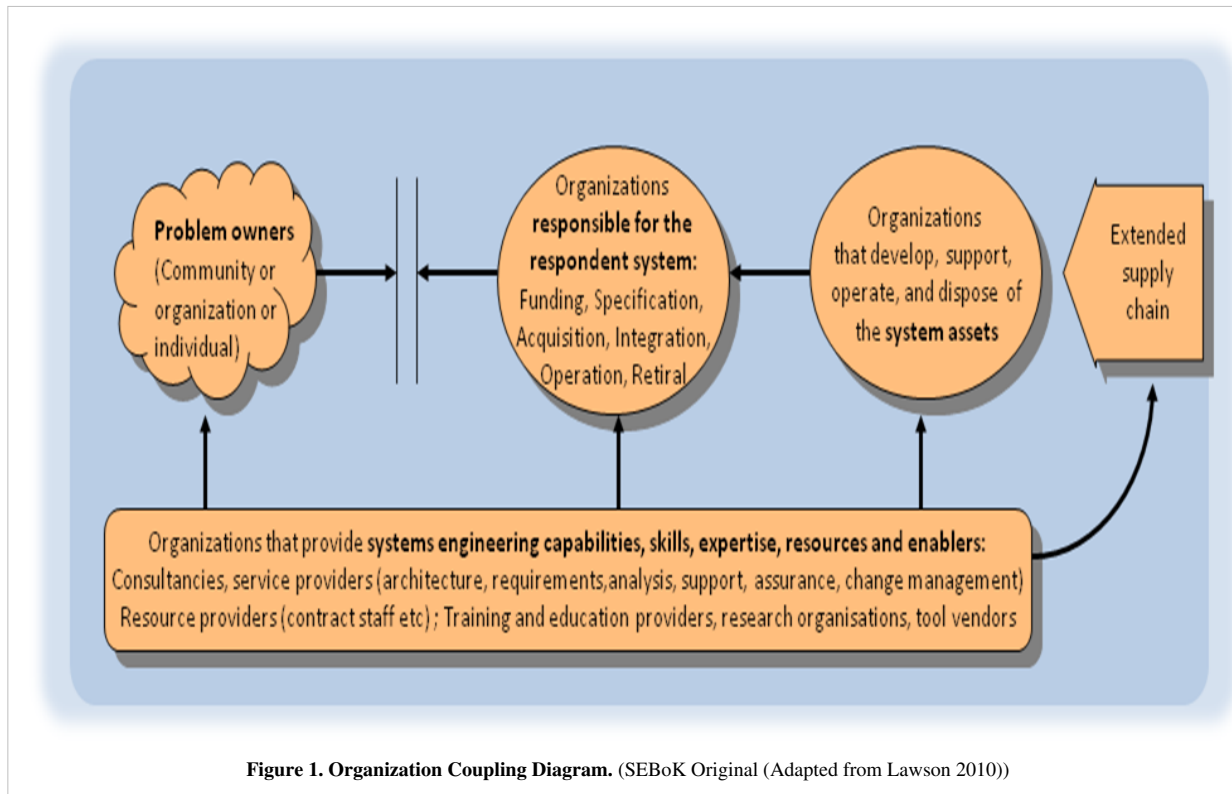 Problem owners
(Community or
organization or
individual)
Organizations
responsible for the
respondent system:
Funding, Specification,
Acquisition, Integration,
Operation, Retiral
Organizations
that develop, support,
operate, and dispose of
the system assets
Extended
supply
chain
Organizations that provide systems engineering capabilities, skills, expertise, resources and enablers:
Consultancies, service providers (architecture, requirements,analysis, support, assurance, change management)
Resource providers (contract staff etc) ; Training and education providers, research organisations, tool vendors
Figure 1. Organization Coupling Diagram. (SEBoK Original (Adapted from Lawson 2010))